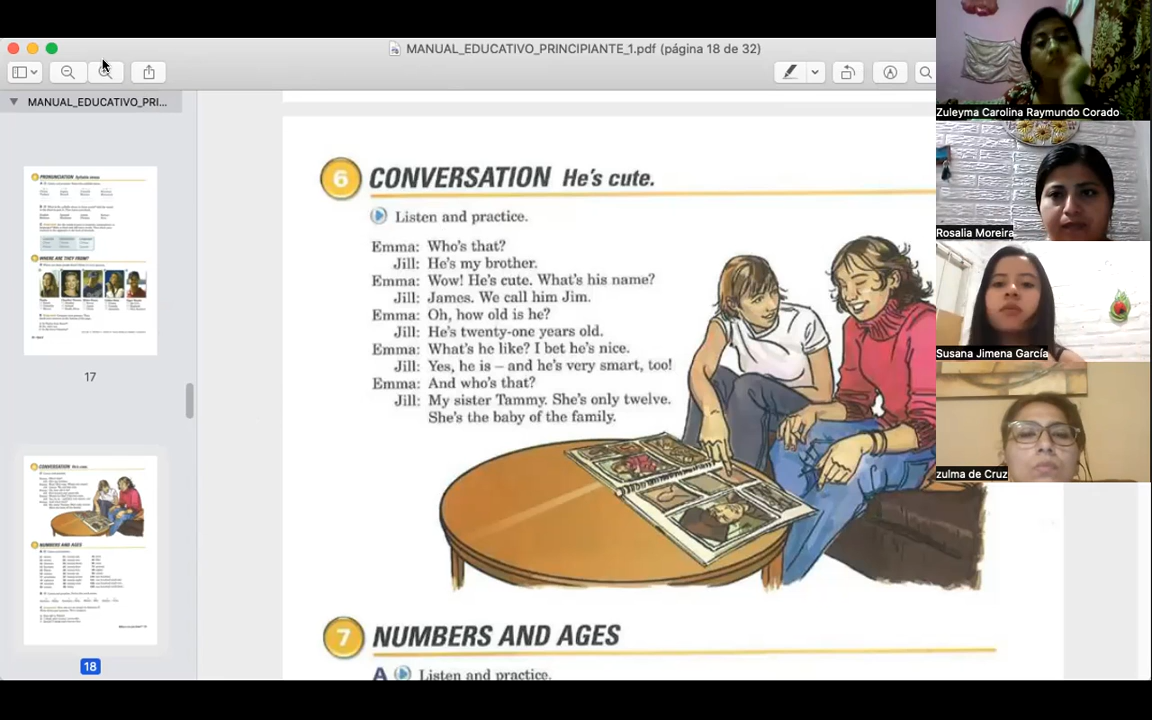 MANUAL_EDUCATIVO_PRINCIPIANTE_1.pdf (página 18 de 32)
MANUAL_EDUCATIVO_PRI...
17
18
6 CONVERSATION He's cute.
Listen and practice.
Emma: Who's that?
Jill: He's my brother.
Emma: Wow! He's cute. What's his name?
Jill: James. We call him Jim.
Emma: Oh, how old is he?
Jill: He's twenty-one years old.
Emma: What's he like? I bet he's nice.
Jill: Yes, he is – and he's very smart, too!
Emma: And who's that?
Jill: My sister Tammy. She's only twelve.
She's the baby of the family.
7 NUMBERS AND AGES
A Listen and practice.
Zuleyma Carolina Raymundo Corado
Rosalia Moreira
Susana Jimena García
zulma de Cruz